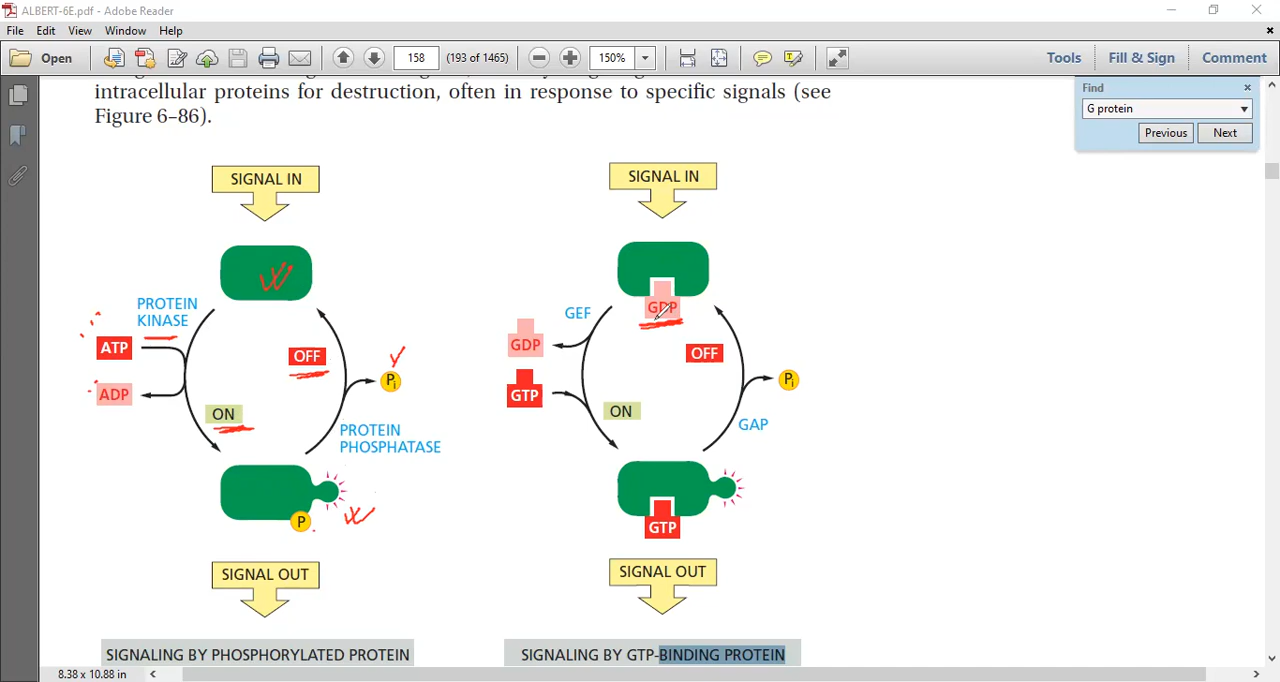 ALBERT-6E.pdf - Adobe Reader
File Edit View Window Help
Open 158 (193 of 1465) 150% Tools Fill & Sign Comment
Find
G protein
Previous Next
intracellular proteins for destruction, often in response to specific signals (see
Figure 6–86).
SIGNAL IN
PROTEIN
KINASE
ATP
ADP
OFF
ON
Pi
PROTEIN
PHOSPHATASE
P
SIGNAL OUT
SIGNALING BY PHOSPHORYLATED PROTEIN
SIGNAL IN
GDP
GEF
GDP
GTP
OFF
ON
Pi
GAP
GTP
SIGNAL OUT
SIGNALING BY GTP-BINDING PROTEIN
8.38 x 10.88 in